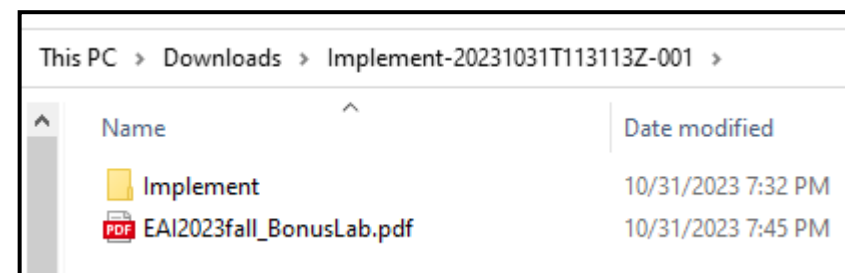 This PC > Downloads > Implement-20231031T113113Z-001 >
Name Date modified
Implement 10/31/2023 7:32 PM
PDF EAI2023fall_BonusLab.pdf 10/31/2023 7:45 PM